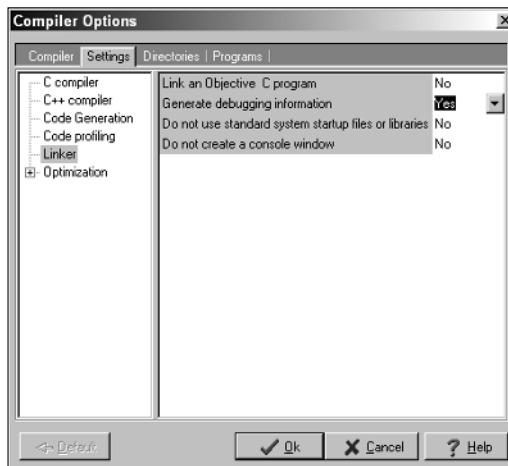 Compiler Options
Compiler Settings Directories Programs
C compiler
C++ compiler
Code Generation
Code profiling
Linker
Optimization
Link an Objective C program No
Generate debugging information Yes
Do not use standard system startup files or libraries No
Do not create a console window No
Default Ok Cancel Help